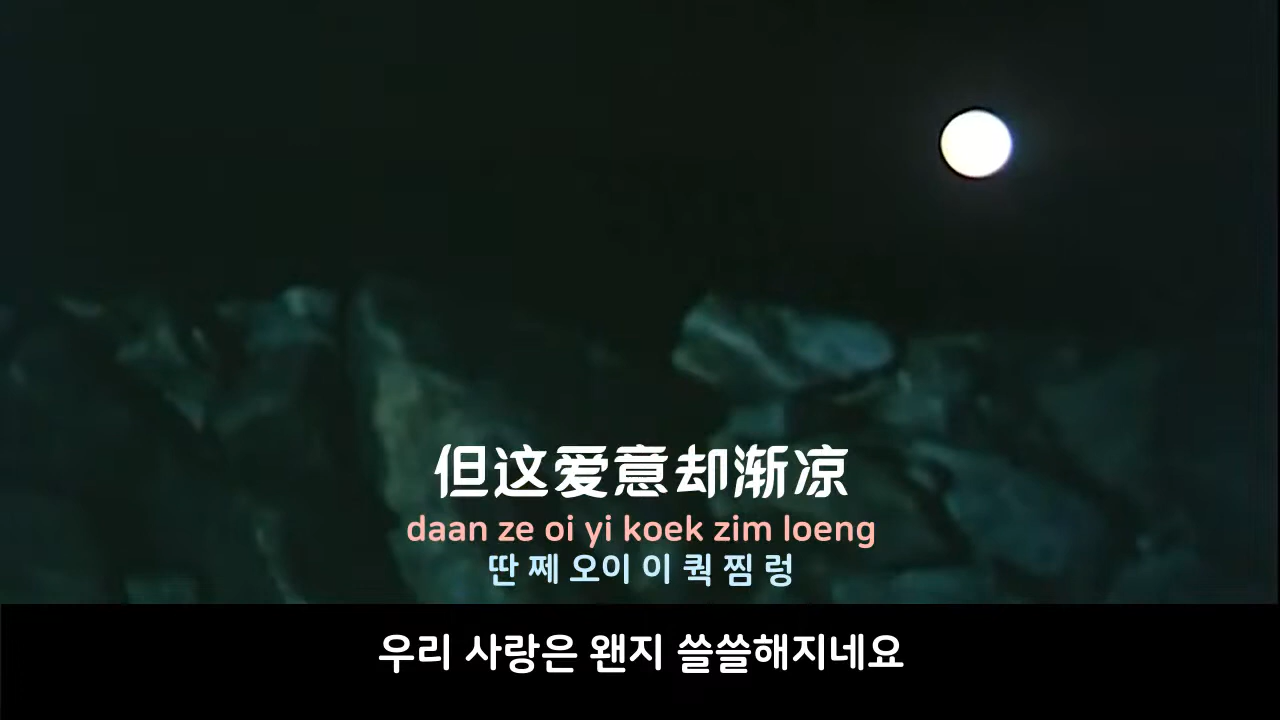 但这爱意却渐凉
daan ze oi yi koek zim loeng
딴 쩨 오이 이 퀔 찜 렁
우리 사랑은 왠지 쓸쓸해지네요